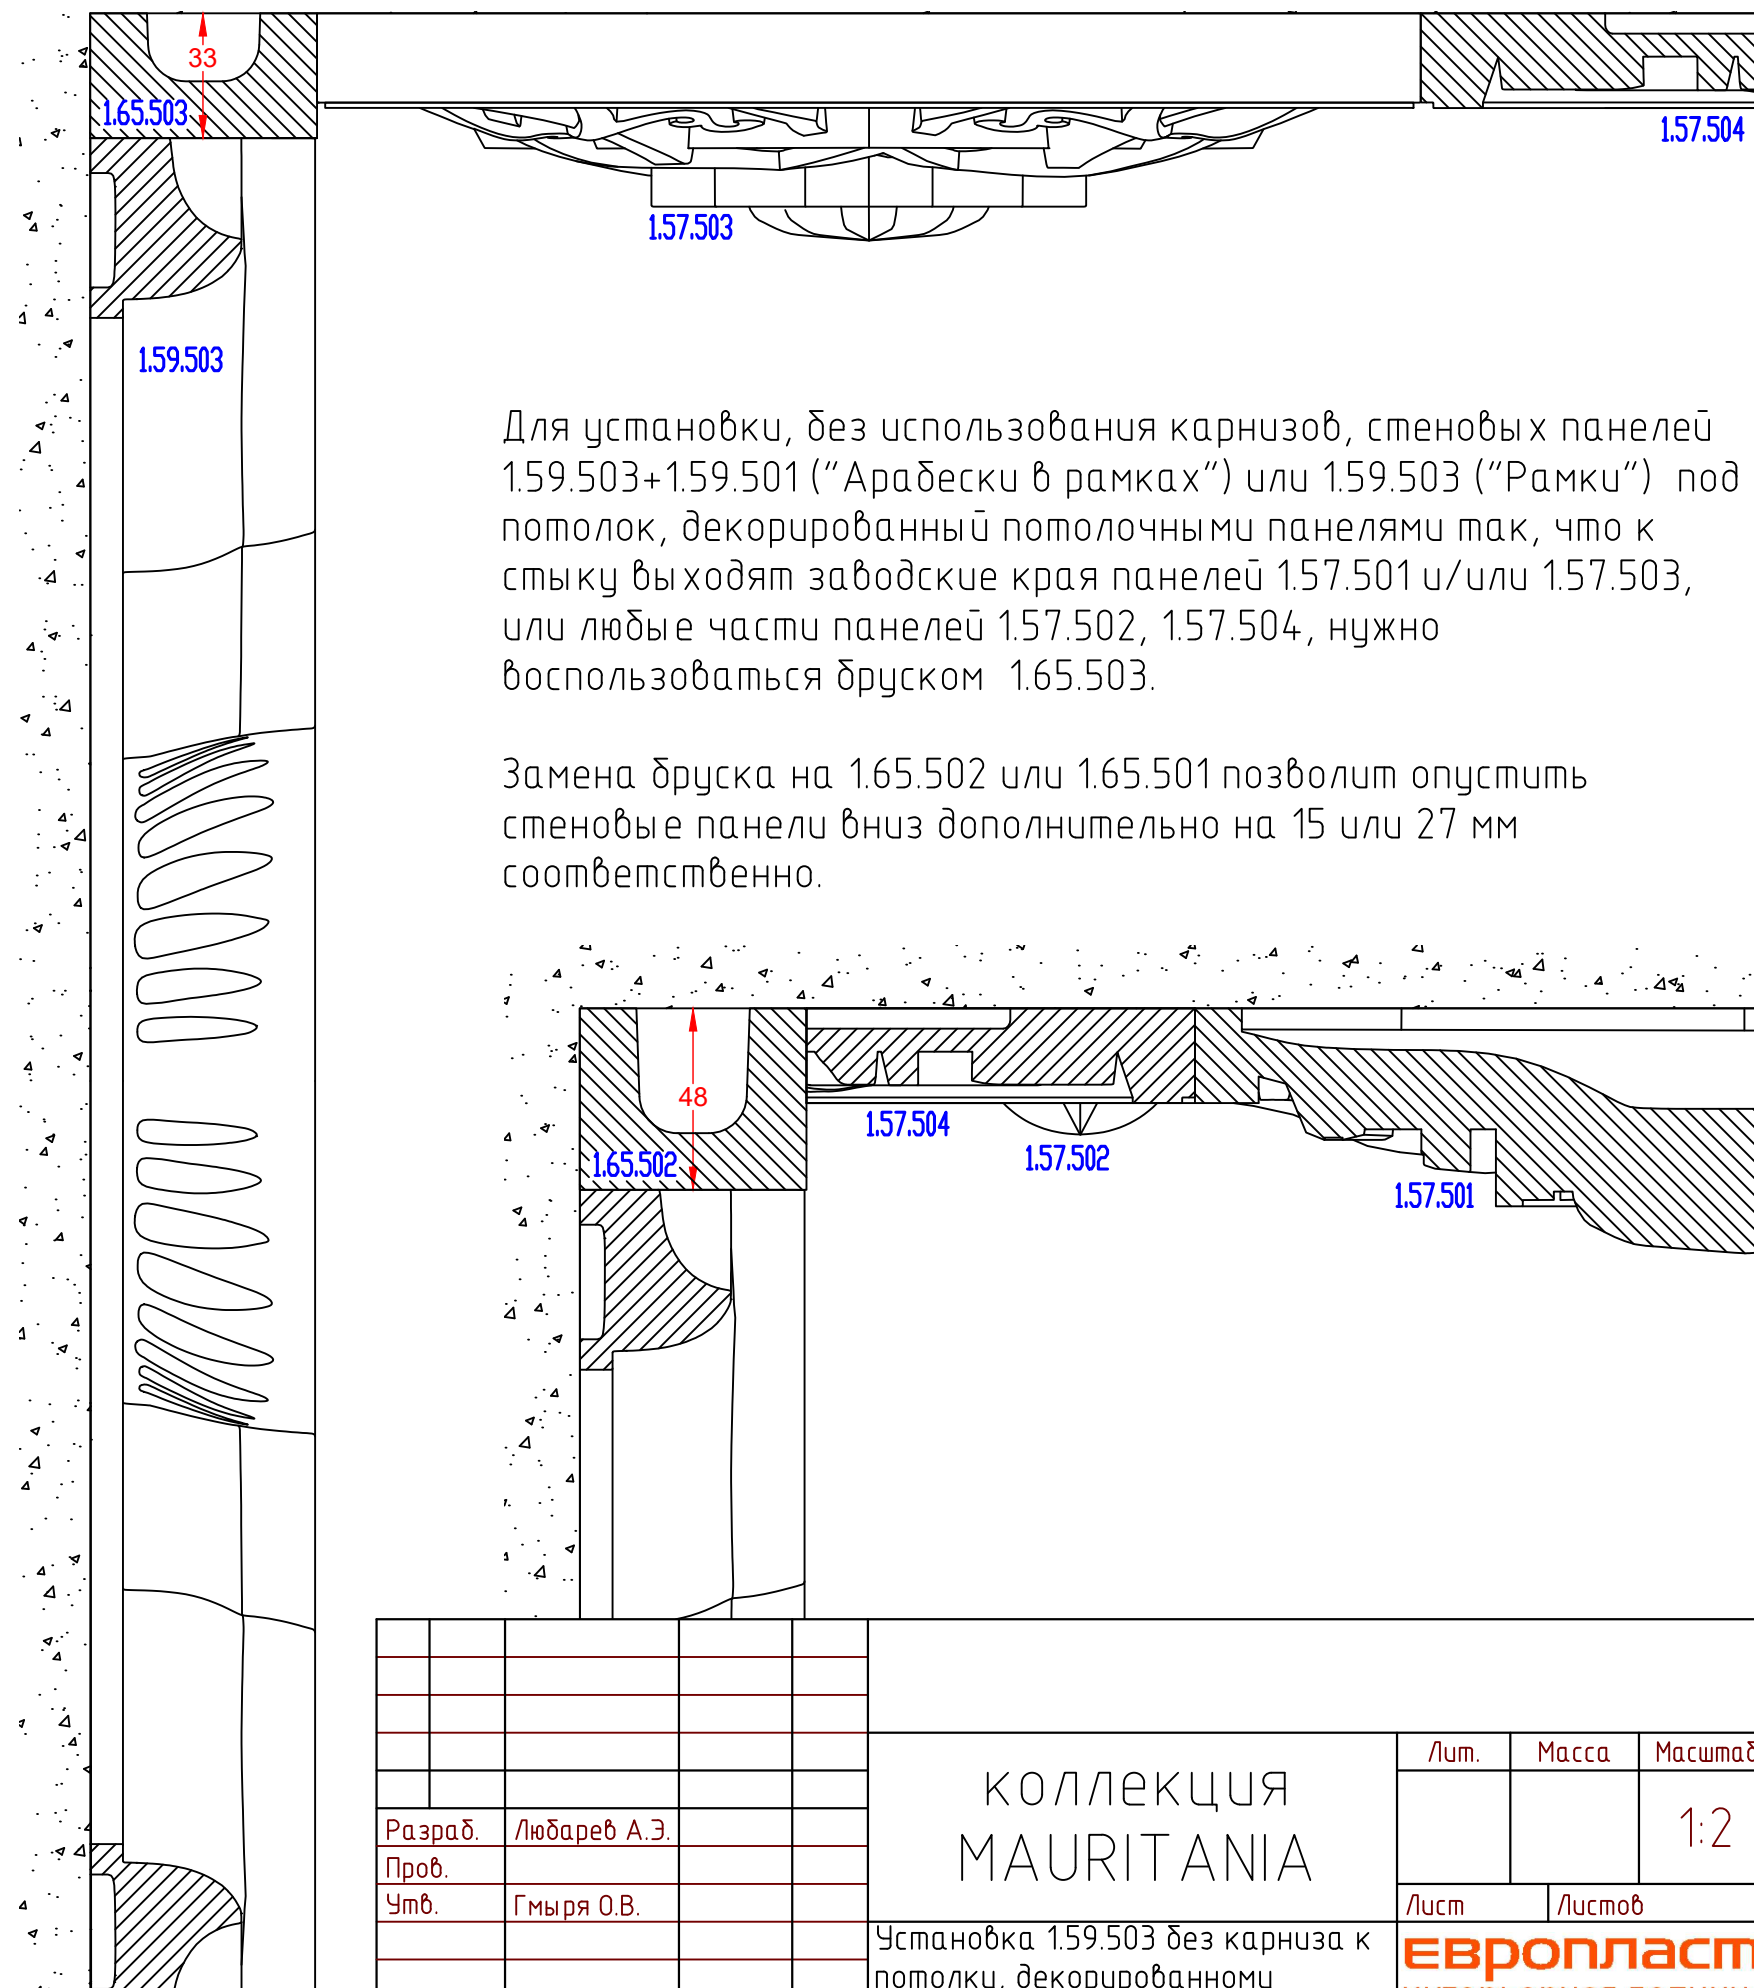 33
1.65.503
1.57.504
1.57.503
1.59.503
Для установки, без использования карнизов, стеновых панелей
1.59.503+1.59.501 ("Арабески в рамках") или 1.59.503 ("Рамки") под
потолок, декорированный потолочными панелями так, что к
стыку выходят заводские края панелей 1.57.501 и/или 1.57.503,
или любые части панелей 1.57.502, 1.57.504, нужно
воспользоваться бруском 1.65.503.
Замена бруска на 1.65.502 или 1.65.501 позволит опустить
стеновые панели вниз дополнительно на 15 или 27 мм
соответственно.
48
1.57.504
1.65.502
1.57.502
1.57.501
Лит. Масса Масштаб
коллекция
MAURITANIA
1:2
Разраб. Любарев А.Э.
Пров.
Утв. Гмыря О.В.
Лист Листов
Установка 1.59.503 без карниза к
потолку, декорированному
европласт